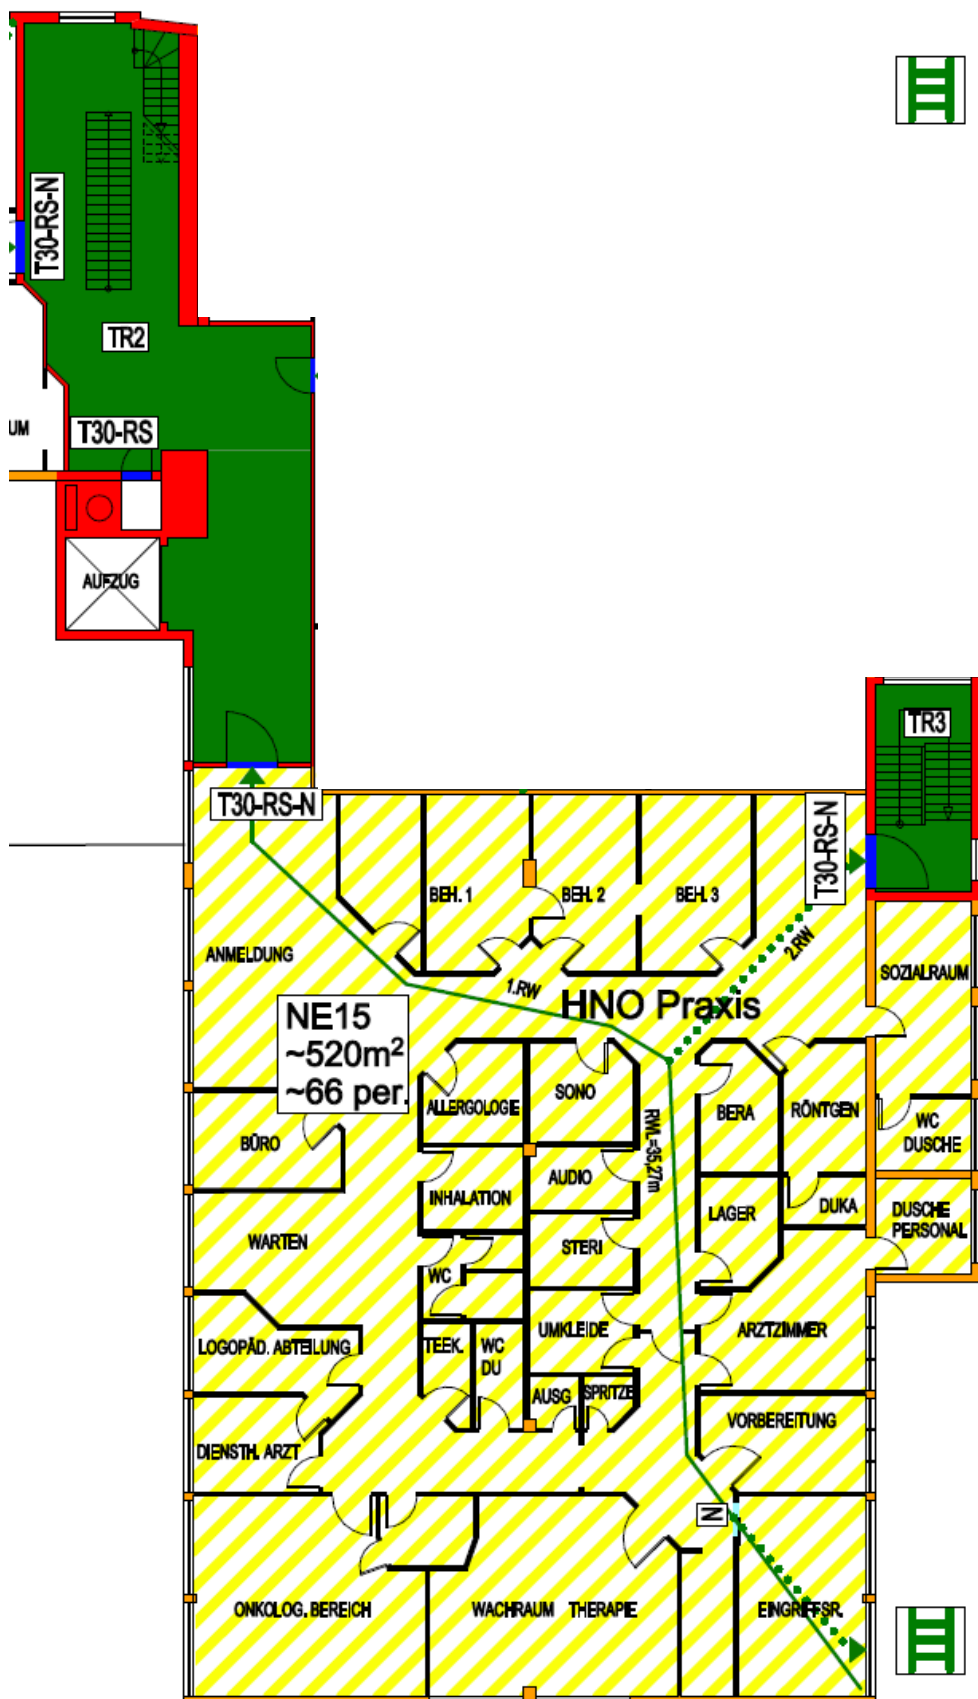 T30-RS-N
TR2
UM
T30-RS
AUFZUG
TR3
T30-RS-N
T30-RS-N
BEH. 1
BEH. 2
BEH. 3
ANMELDUNG
2.RW
SOZIALRAUM
1.RW
HNO Praxis
NE15
~520m²
~66 per.
ALLERGOLOGIE
SONO
BERA
RÖNTGEN
WC
DUSCHE
BÜRO
RWL=35,27m
INHALATION
AUDIO
LAGER
DUKA
DUSCHE
PERSONAL
WARTEN
STERI
WC
LOGOPÄD. ABTEILUNG
TEEK.
WC
DU
UMKLEIDE
ARZTZIMMER
AUSG
SPRITZE
VORBEREITUNG
DIENSTH. ARZT
N
ONKOLOG. BEREICH
WACHRAUM THERAPIE
EINGRIFFSR.